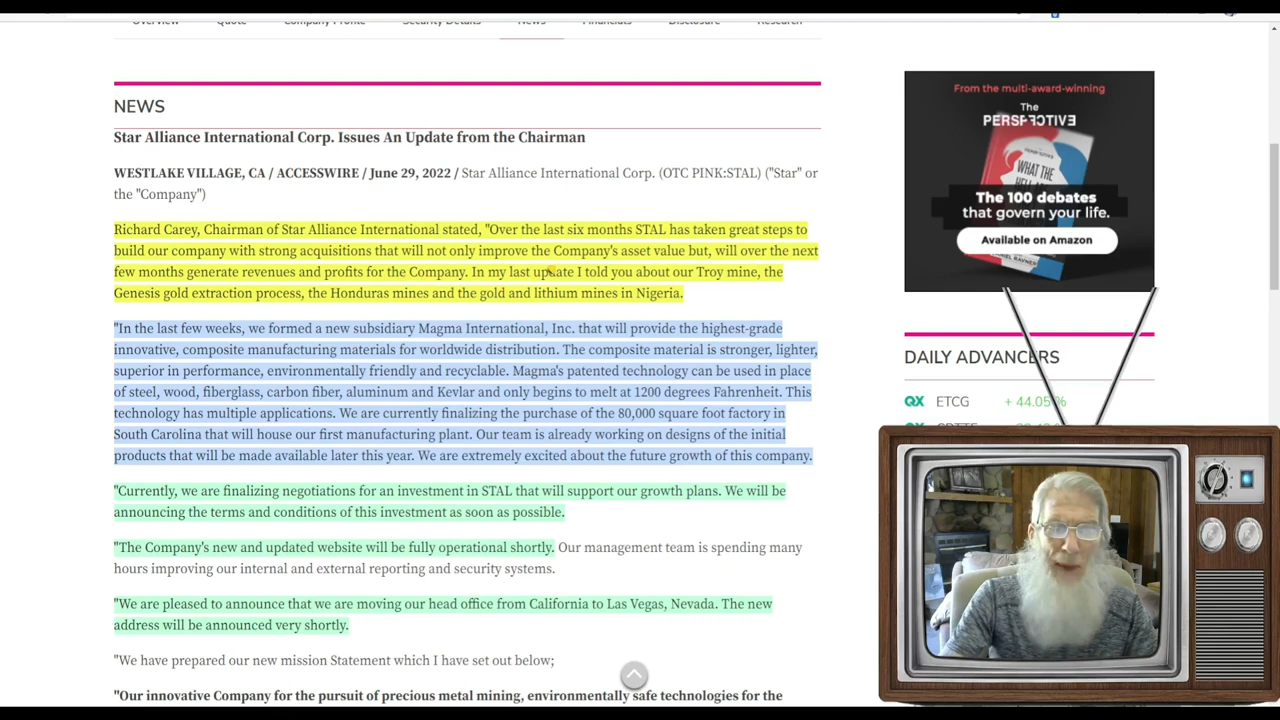 Overview Quote Company Profile Security Details News Financials Disclosure Research
NEWS
Star Alliance International Corp. Issues An Update from the Chairman
WESTLAKE VILLAGE, CA / ACCESSWIRE / June 29, 2022 / Star Alliance International Corp. (OTC PINK:STAL) ("Star" or
the "Company")
Richard Carey, Chairman of Star Alliance International stated, "Over the last six months STAL has taken great steps to
build our company with strong acquisitions that will not only improve the Company's asset value but, will over the next
few months generate revenues and profits for the Company. In my last update I told you about our Troy mine, the
Genesis gold extraction process, the Honduras mines and the gold and lithium mines in Nigeria.
"In the last few weeks, we formed a new subsidiary Magma International, Inc. that will provide the highest-grade
innovative, composite manufacturing materials for worldwide distribution. The composite material is stronger, lighter,
superior in performance, environmentally friendly and recyclable. Magma's patented technology can be used in place
of steel, wood, fiberglass, carbon fiber, aluminum and Kevlar and only begins to melt at 1200 degrees Fahrenheit. This
technology has multiple applications. We are currently finalizing the purchase of the 80,000 square foot factory in
South Carolina that will house our first manufacturing plant. Our team is already working on designs of the initial
products that will be made available later this year. We are extremely excited about the future growth of this company.
"Currently, we are finalizing negotiations for an investment in STAL that will support our growth plans. We will be
announcing the terms and conditions of this investment as soon as possible.
"The Company's new and updated website will be fully operational shortly. Our management team is spending many
hours improving our internal and external reporting and security systems.
"We are pleased to announce that we are moving our head office from California to Las Vegas, Nevada. The new
address will be announced very shortly.
"We have prepared our new mission Statement which I have set out below;
"Our innovative Company for the pursuit of precious metal mining, environmentally safe technologies for the
From the multi-award-winning
The
PERSPECTIVE
WHAT THE
The 100 debates
that govern your life.
Available on Amazon
DAILY ADVANCERS
QX ETCG + 44.05%